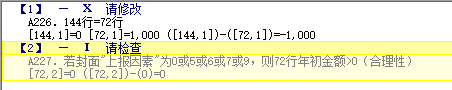 【1】 — X 请修改
A226. 144行=72行
[144,1]=0 [72,1]=1,000 ([144,1])-([72,1])=-1,000
【2】 — I 请检查
A227. 若封面"上报因素"为0或5或6或7或9，则72行年初金额>0（合理性）
[72,2]=0 ([72,2])-(0)=0